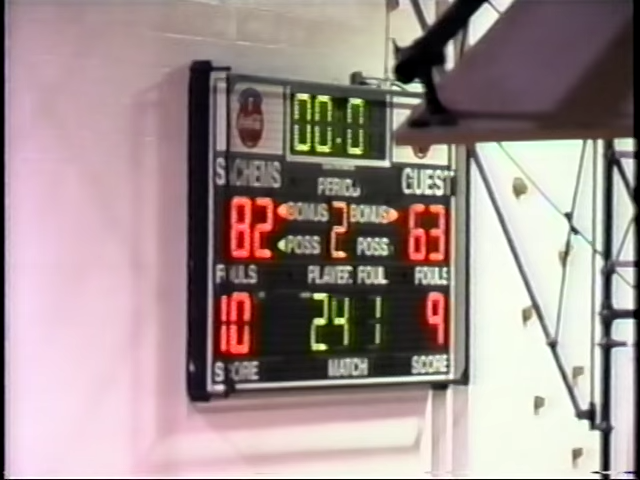 00:0
SACHEMS PERIOD GUEST
82 BONUS 2 BONUS 63
POSS POSS
FOULS PLAYER FOUL FOULS
10 24 1 9
SCORE MATCH SCORE